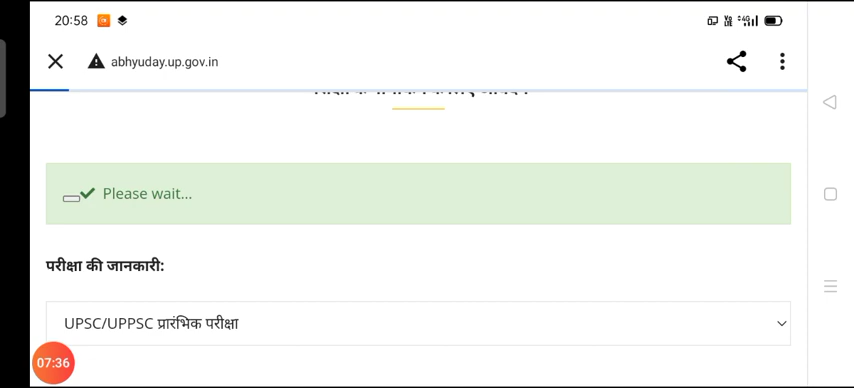 20:58
abhyuday.up.gov.in
Please wait...
परीक्षा की जानकारी:
UPSC/UPPSC प्रारंभिक परीक्षा
07:36